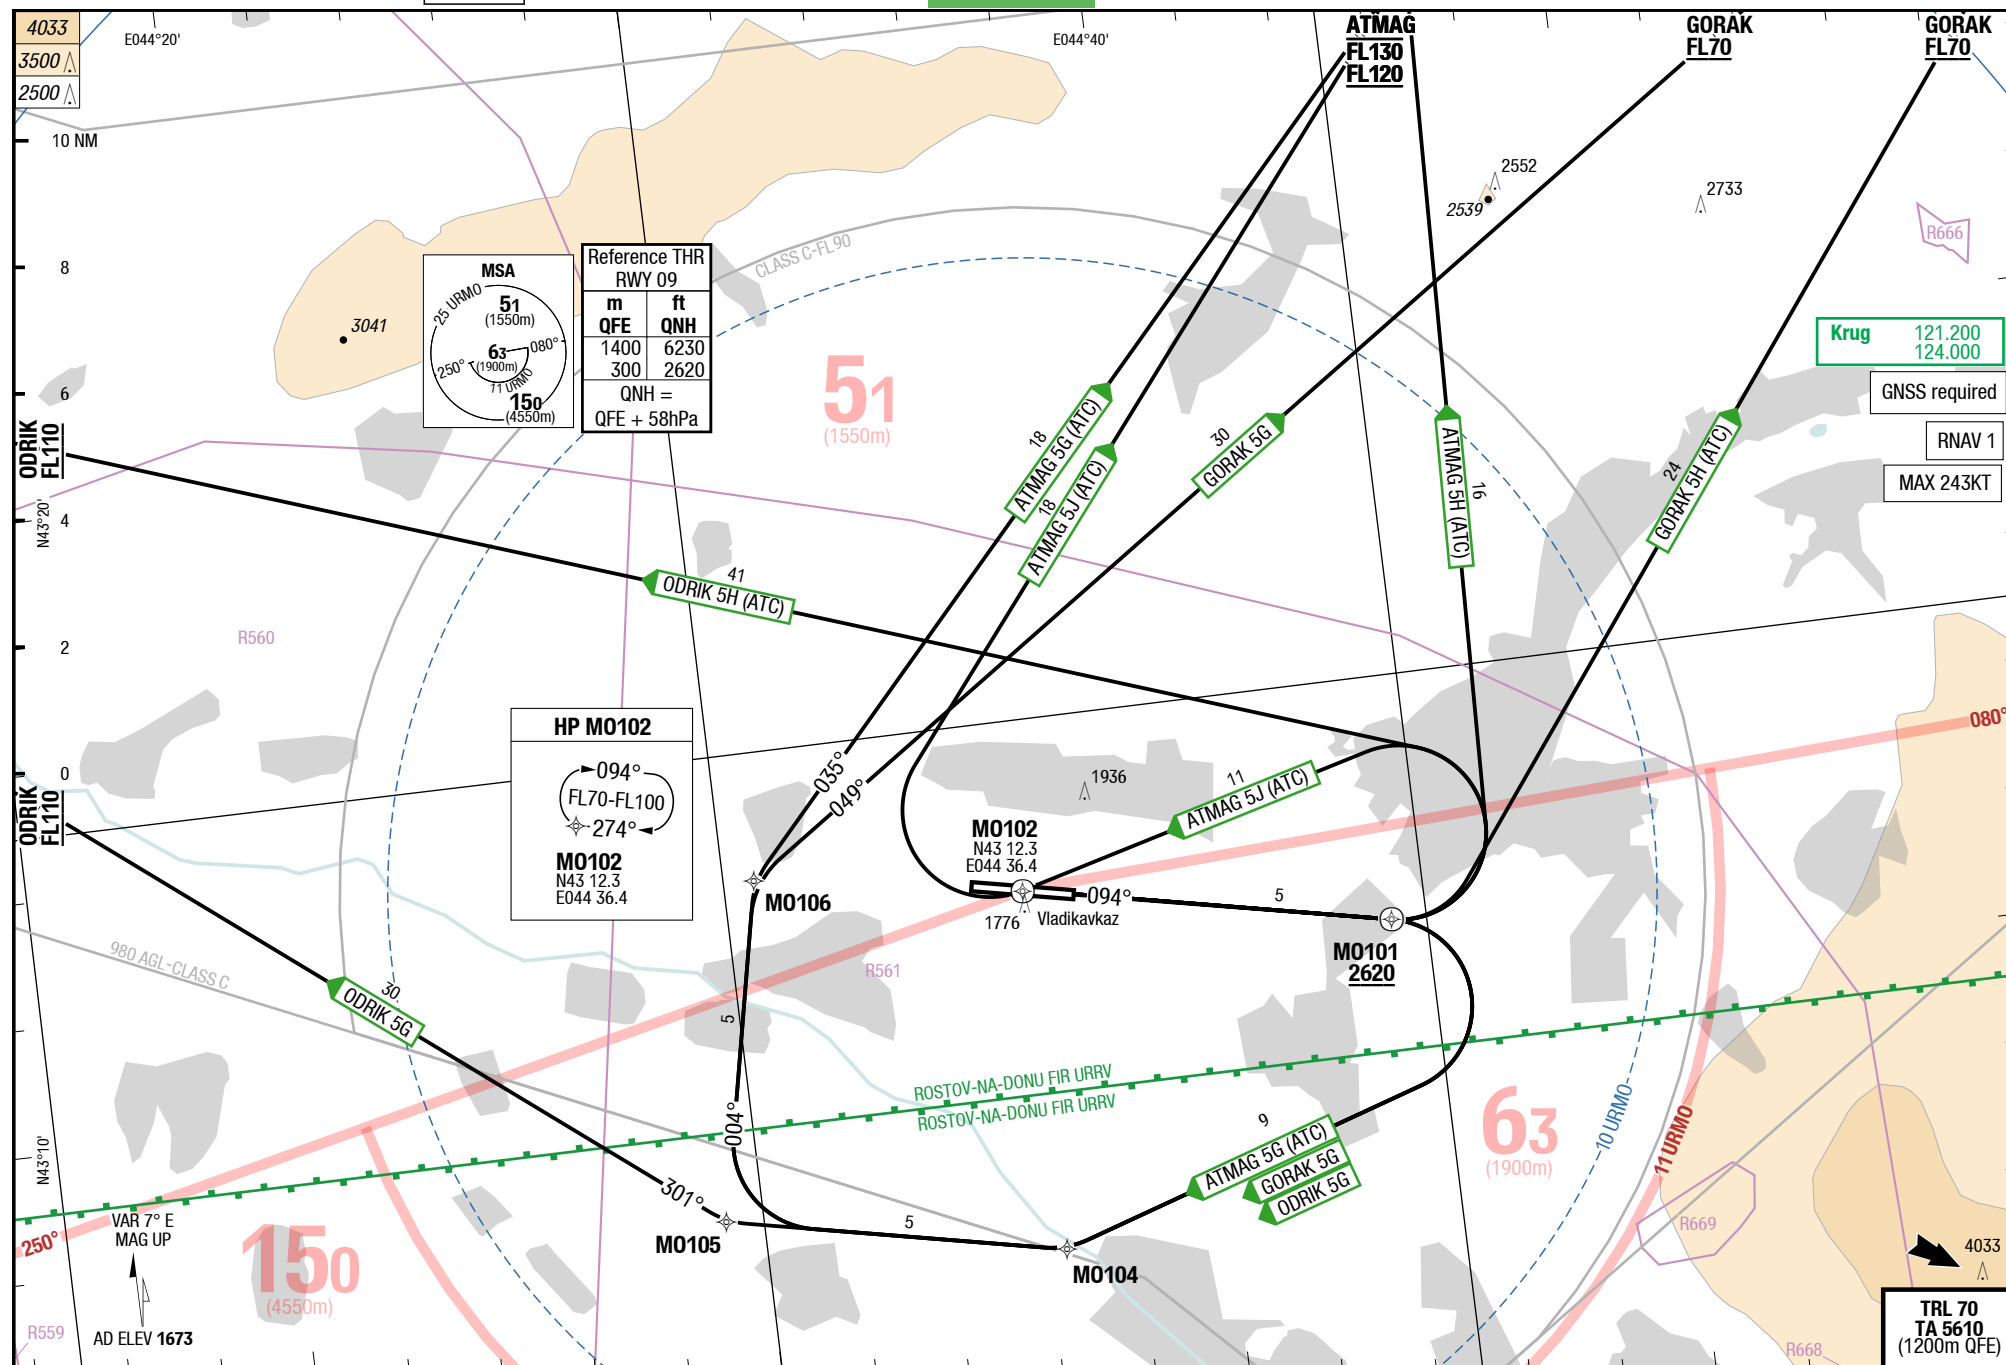 4033
3500
2500
E044°20'
E044°40'
ATMAG
FL130
FL120
GORAK
FL70
GORAK
FL70
10 NM
8
6
4
2
0
N43°20'
N43°10'
2552
2539
2733
R666
3041
CLASS C-FL90
MSA
25 URMO
51
(1550m)
63
(1900m)
080°
250°
11 URMO
150
(4550m)
Reference THR
RWY 09
m ft
QFE QNH
1400 6230
300 2620
QNH =
QFE + 58hPa
51
(1550m)
Krug 121.200
124.000
GNSS required
RNAV 1
MAX 243KT
ODRIK
FL110
18
ATMAG 5G (ATC)
18
ATMAG 5J (ATC)
30
GORAK 5G
ATMAG 5H (ATC)
16
24
GORAK 5H (ATC)
41
ODRIK 5H (ATC)
R560
HP MO102
094°
FL70-FL100
274°
MO102
N43 12.3
E044 36.4
035°
049°
1936
11
ATMAG 5J (ATC)
080°
ODRIK
FL110
MO102
N43 12.3
E044 36.4
094°
5
1776
Vladikavkaz
MO106
MO101
2620
R561
980 AGL-CLASS C
30
ODRIK 5G
5
004°
ROSTOV-NA-DONU FIR URRV
ROSTOV-NA-DONU FIR URRV
9
ATMAG 5G (ATC)
GORAK 5G
ODRIK 5G
63
(1900m)
10 URMO
11 URMO
301°
MO105
5
MO104
VAR 7° E
MAG UP
250°
150
(4550m)
AD ELEV 1673
R559
R669
4033
R668
TRL 70
TA 5610
(1200m QFE)